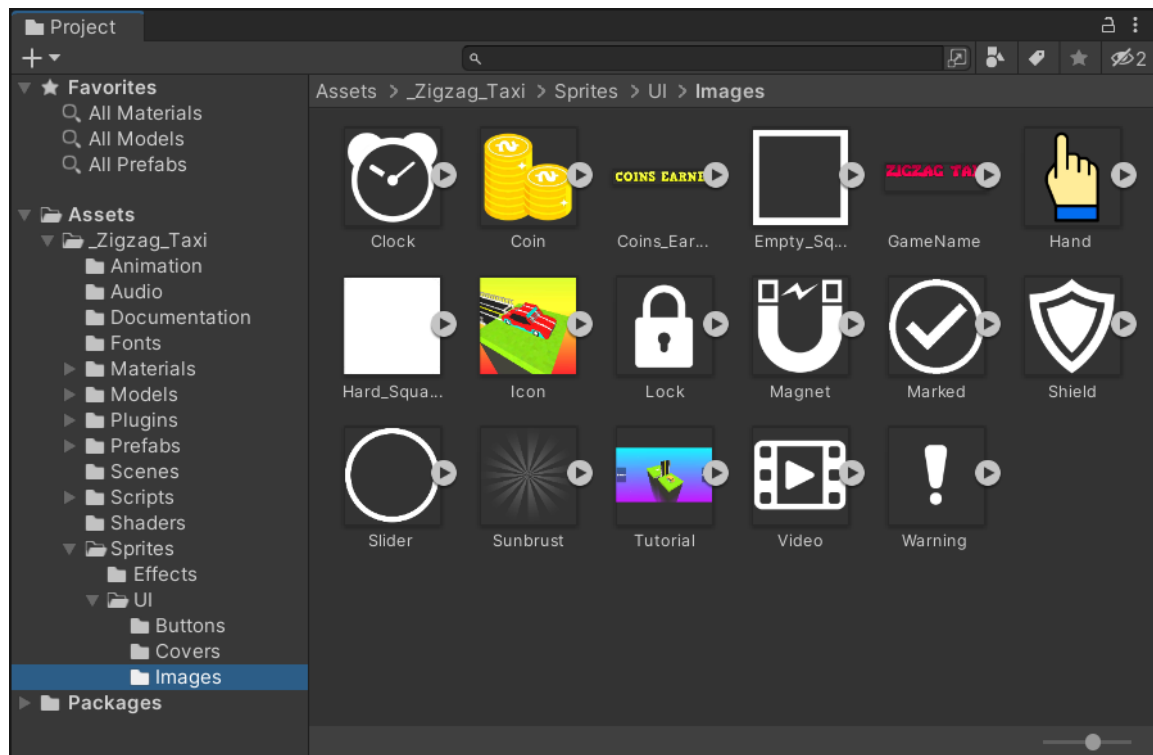 Project
2
Favorites
All Materials
All Models
All Prefabs
Assets
_Zigzag_Taxi
Animation
Audio
Documentation
Fonts
Materials
Models
Plugins
Prefabs
Scenes
Scripts
Shaders
Sprites
Effects
UI
Buttons
Covers
Images
Packages
Assets > _Zigzag_Taxi > Sprites > UI > Images
COINS EARNE
ZIGZAG TA
Clock Coin Coins_Ear... Empty_Sq... GameName Hand
Hard_Squa... Icon Lock Magnet Marked Shield
Slider Sunbrust Tutorial Video Warning